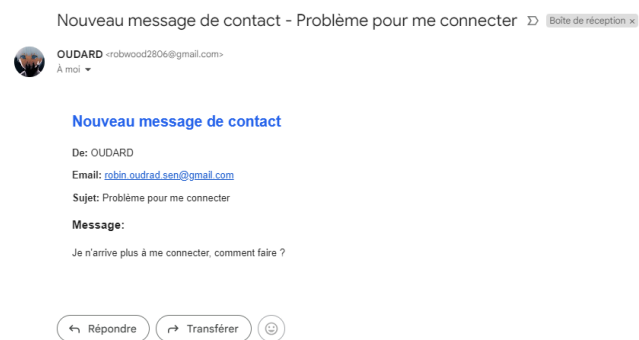 Nouveau message de contact - Problème pour me connecter Boîte de réception ×
OUDARD <robwood2806@gmail.com>
À moi
Nouveau message de contact
De: OUDARD
Email: robin.oudrad.sen@gmail.com
Sujet: Problème pour me connecter
Message:
Je n'arrive plus à me connecter, comment faire ?
Répondre Transférer